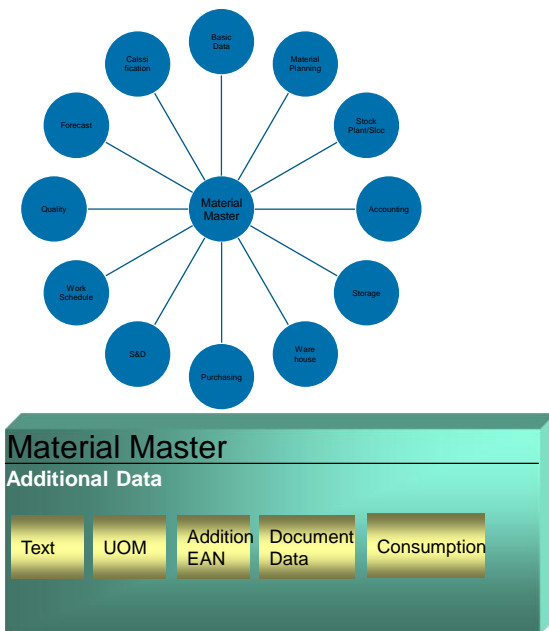 Basic
Data
Material
Planning
Stock
Plant/Sloc
Accounting
Storage
Ware
house
Purchasing
S&D
Work
Schedule
Quality
Forecast
Calssi
fication
Material
Master
Material Master
Additional Data
Text
UOM
Addition
EAN
Document
Data
Consumption